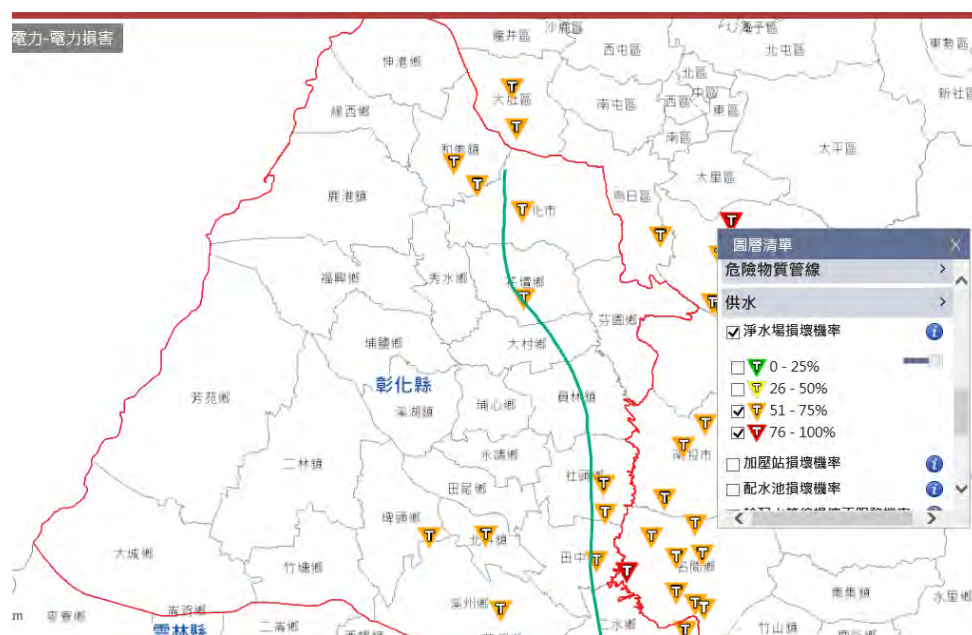 電力-電力損害
龍井區
沙鹿區
西屯區
北屯區
東勢區
伸港鄉
北區
中區
新社區
大肚區
南屯區
西區
東區
線西鄉
和美鎮
南區
太平區
大里區
鹿港鎮
烏日區
化市
圖層清單
危險物質管線
供水
淨水場損壞機率
0 - 25%
26 - 50%
51 - 75%
76 - 100%
加壓站損壞機率
配水池損壞機率
福興鄉
秀水鄉
花壇鄉
芬園鄉
埔鹽鄉
大村鄉
彰化縣
芳苑鄉
溪湖鎮
埔心鄉
員林鎮
二林鎮
永靖鄉
南投市
社頭鄉
田尾鄉
埤頭鄉
北斗鎮
大城鄉
竹塘鄉
田中
名間鄉
溪州鄉
集集鎮
水里鄉
m
麥寮鄉
崙背鄉
雲林縣
二崙鄉
二水鄉
竹山鎮